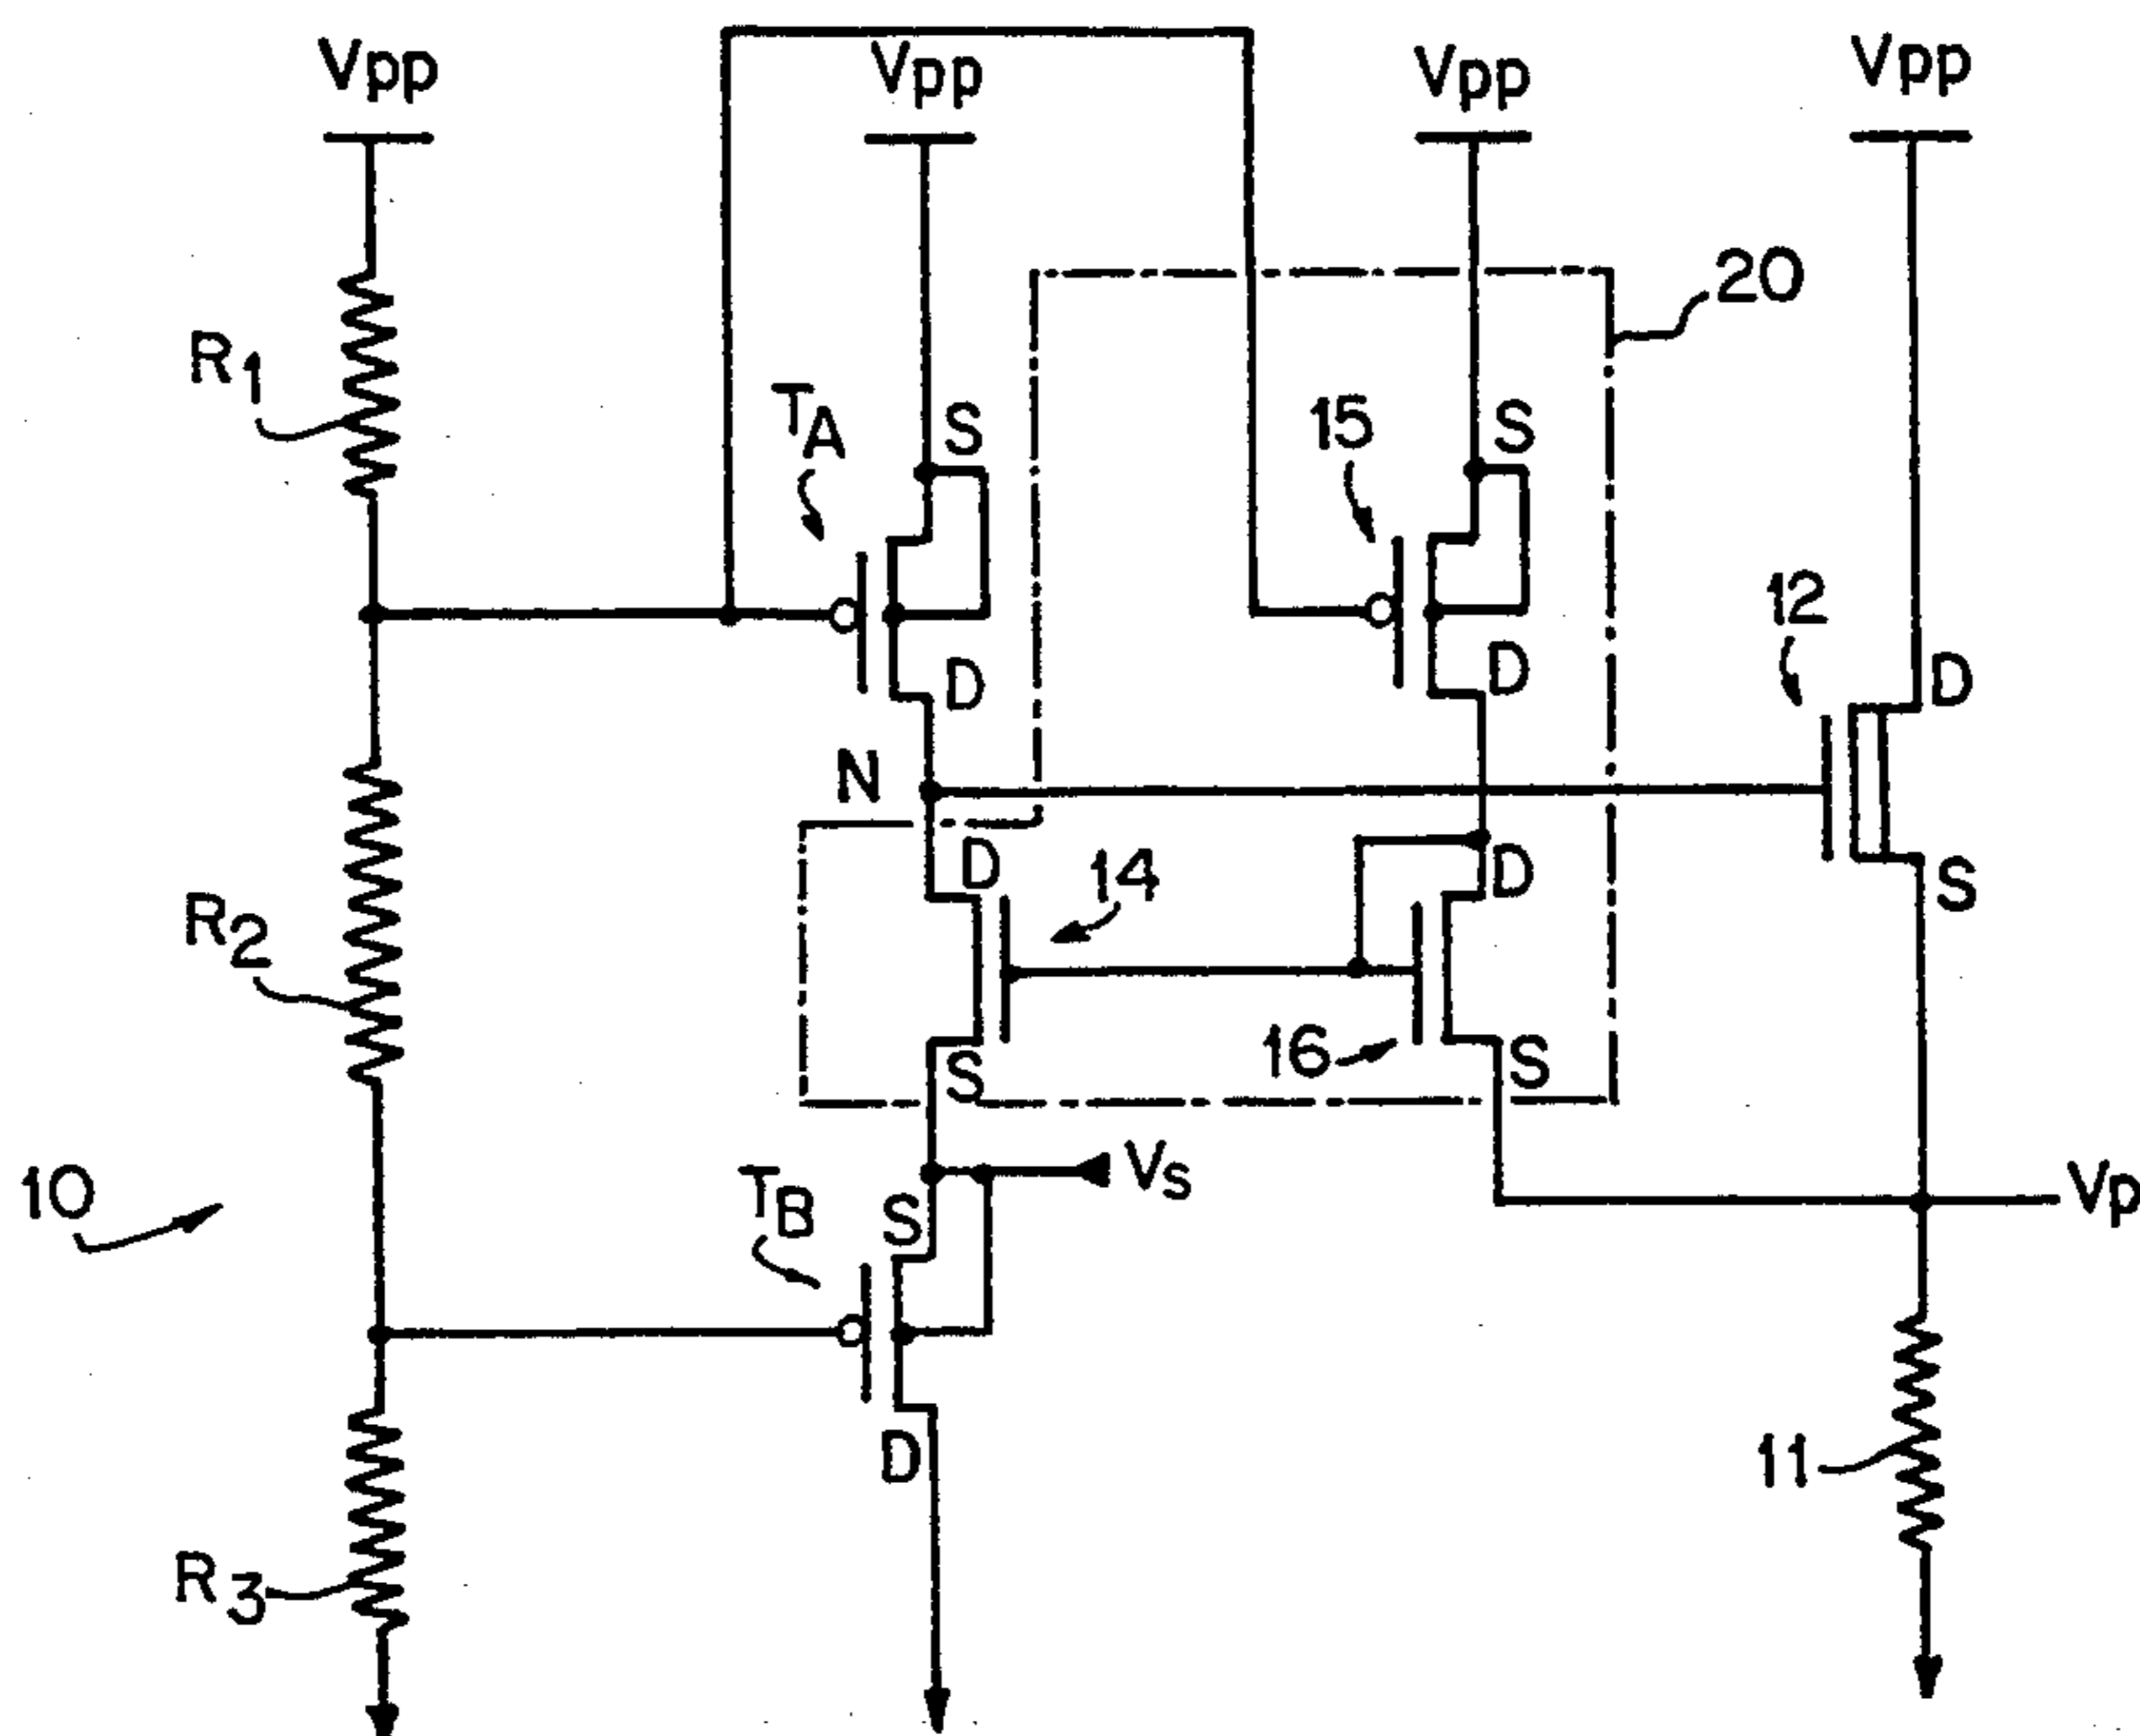 Vpp Vpp Vpp Vpp
20
R1
TA S 15 S
12
D D D
N
D 14 D S
R2
S 16 S
10
TB S VS VP
D
11
R3